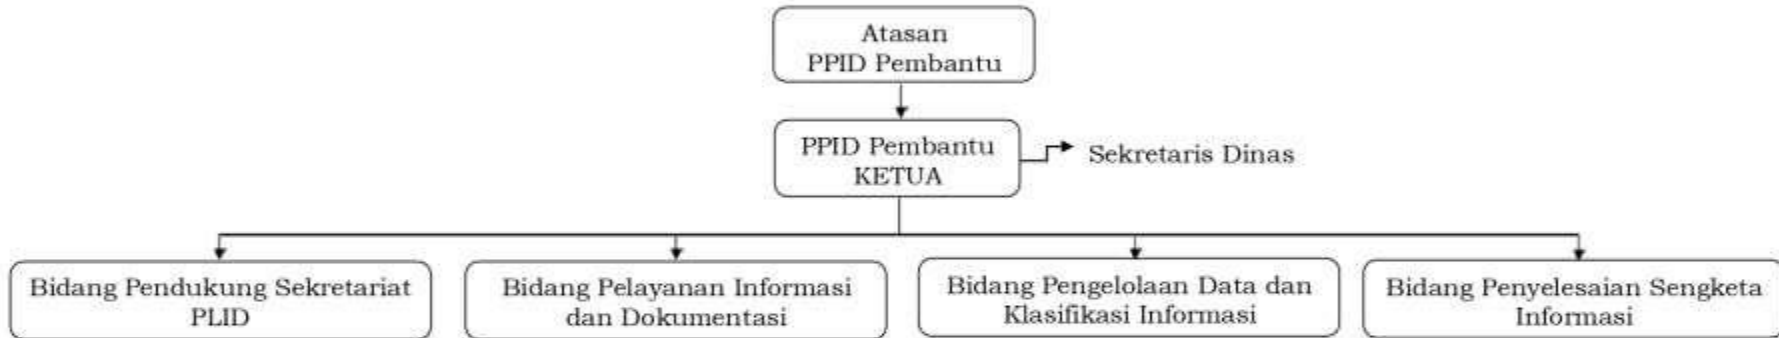 Atasan
PPID Pembantu
PPID Pembantu
KETUA
Sekretaris Dinas
Bidang Pendukung Sekretariat
PLID
Bidang Pelayanan Informasi
dan Dokumentasi
Bidang Pengelolaan Data dan
Klasifikasi Informasi
Bidang Penyelesaian Sengketa
Informasi